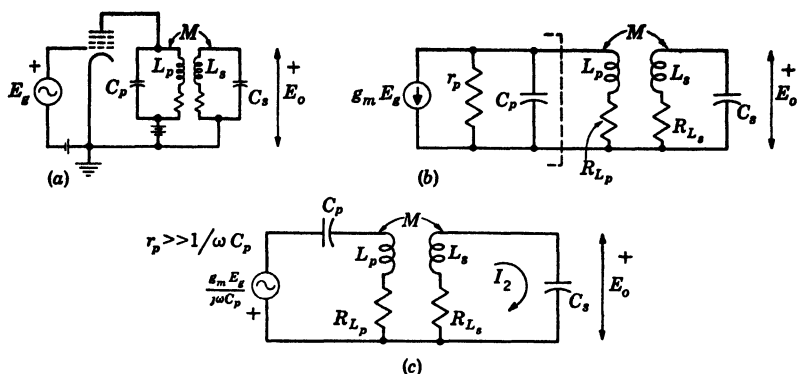 M
+
E_g
C_p
L_p
L_s
C_s
+
E_o
(a)
g_m E_g
r_p
C_p
M
L_p
L_s
R_{L_p}
R_{L_s}
C_s
+
E_o
(b)
r_p>>1/ωC_p
g_m E_g
jωC_p
+
C_p
M
L_p
L_s
R_{L_p}
R_{L_s}
I_2
C_s
+
E_o
(c)